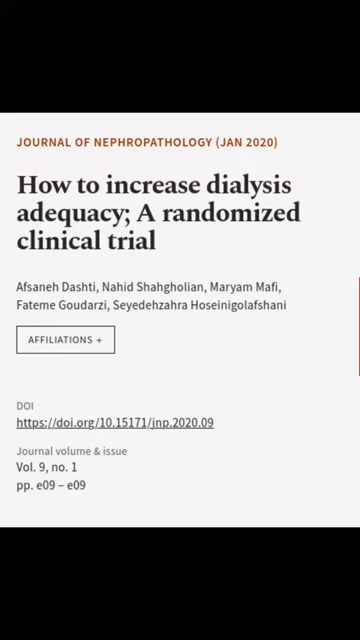 JOURNAL OF NEPHROPATHOLOGY (JAN 2020)
How to increase dialysis
adequacy; A randomized
clinical trial
Afsaneh Dashti, Nahid Shahgholian, Maryam Mafi,
Fateme Goudarzi, Seyedehzahra Hoseinigolafshani
AFFILIATIONS +
DOI
https://doi.org/10.15171/jnp.2020.09
Journal volume & issue
Vol. 9, no. 1
pp. e09 – e09